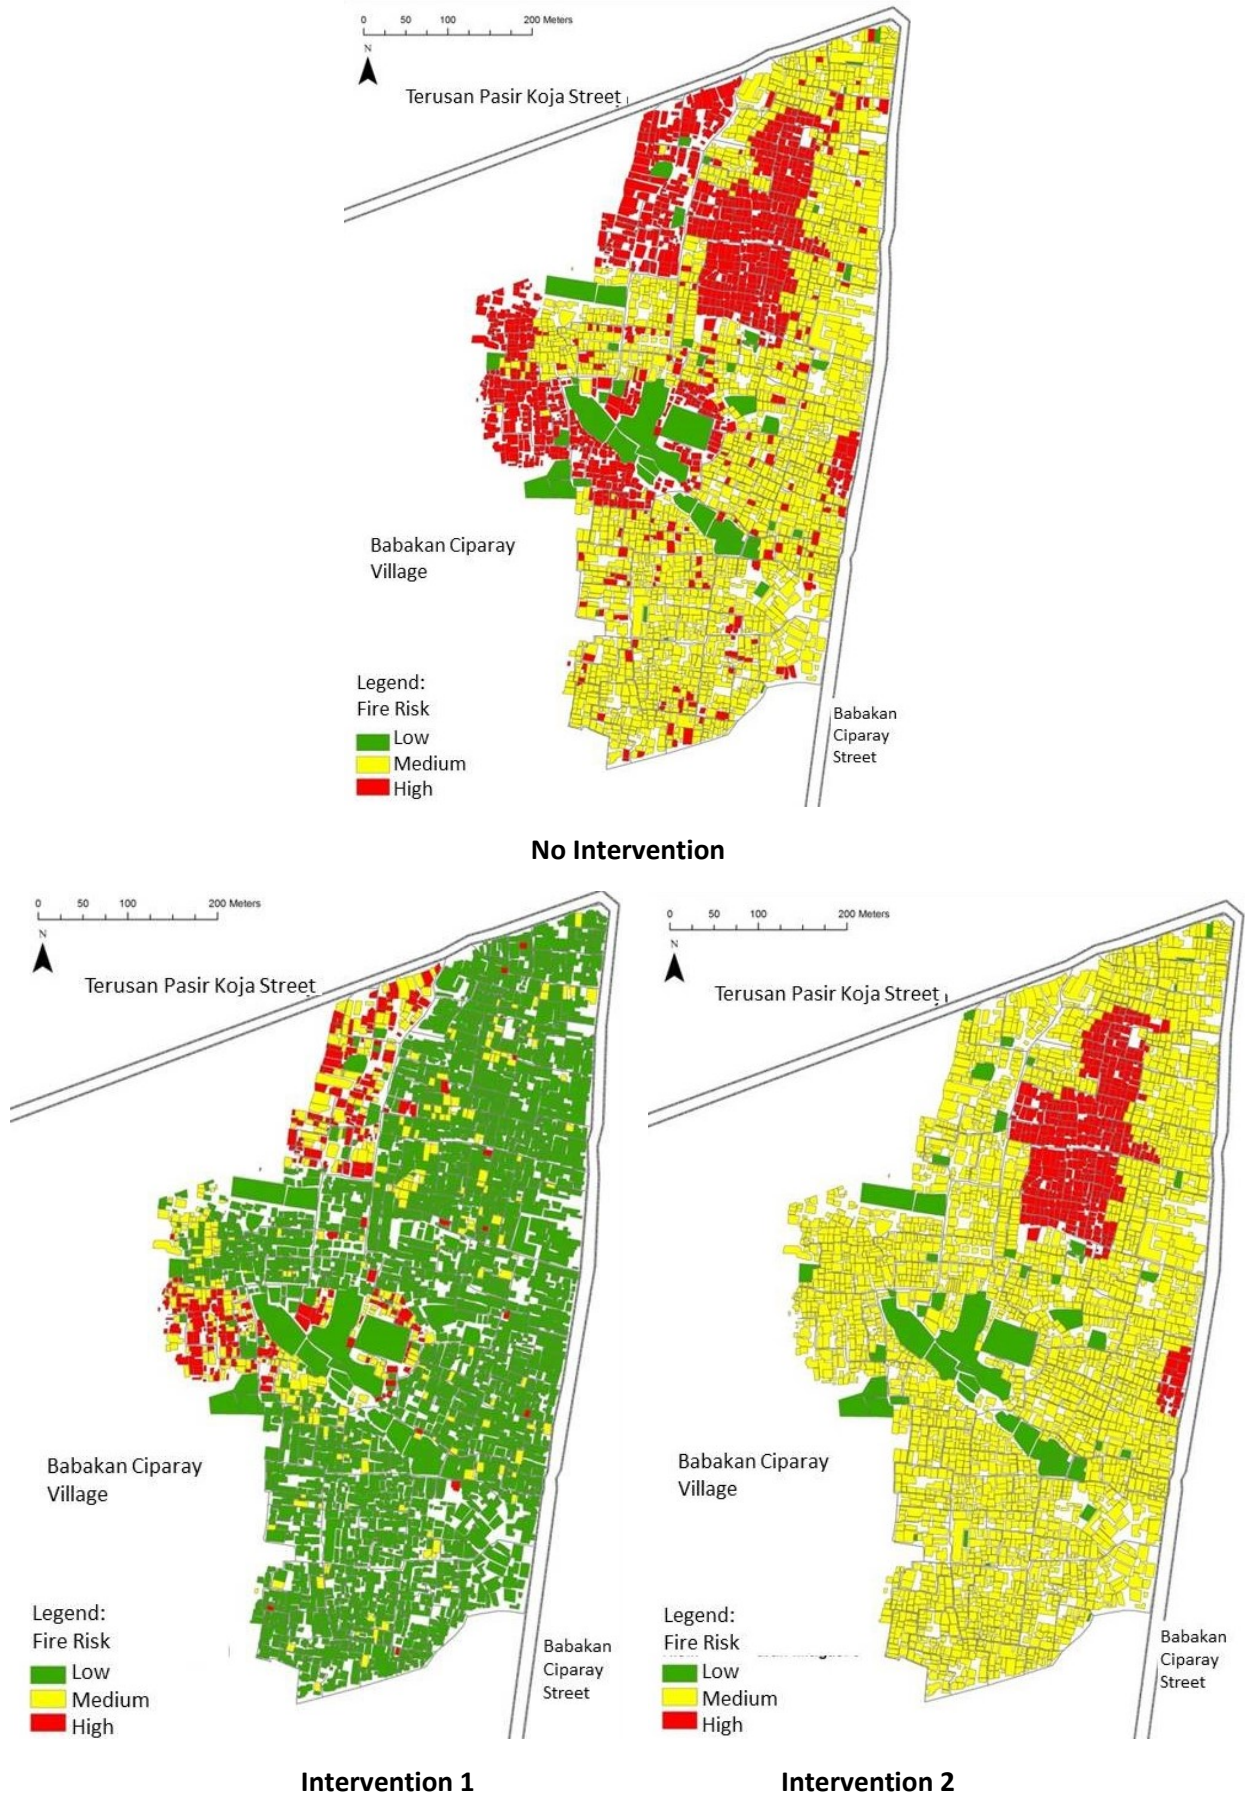 0 50 100 200 Meters
N
Terusan Pasir Koja Street
Babakan Ciparay
Village
Legend:
Fire Risk
Low
Medium
High
Babakan
Ciparay
Street
No Intervention
0 50 100 200 Meters
N
Terusan Pasir Koja Street
Babakan Ciparay
Village
Legend:
Fire Risk
Low
Medium
High
Babakan
Ciparay
Street
Intervention 1
0 50 100 200 Meters
N
Terusan Pasir Koja Street
Babakan Ciparay
Village
Legend:
Fire Risk
Low
Medium
High
Babakan
Ciparay
Street
Intervention 2